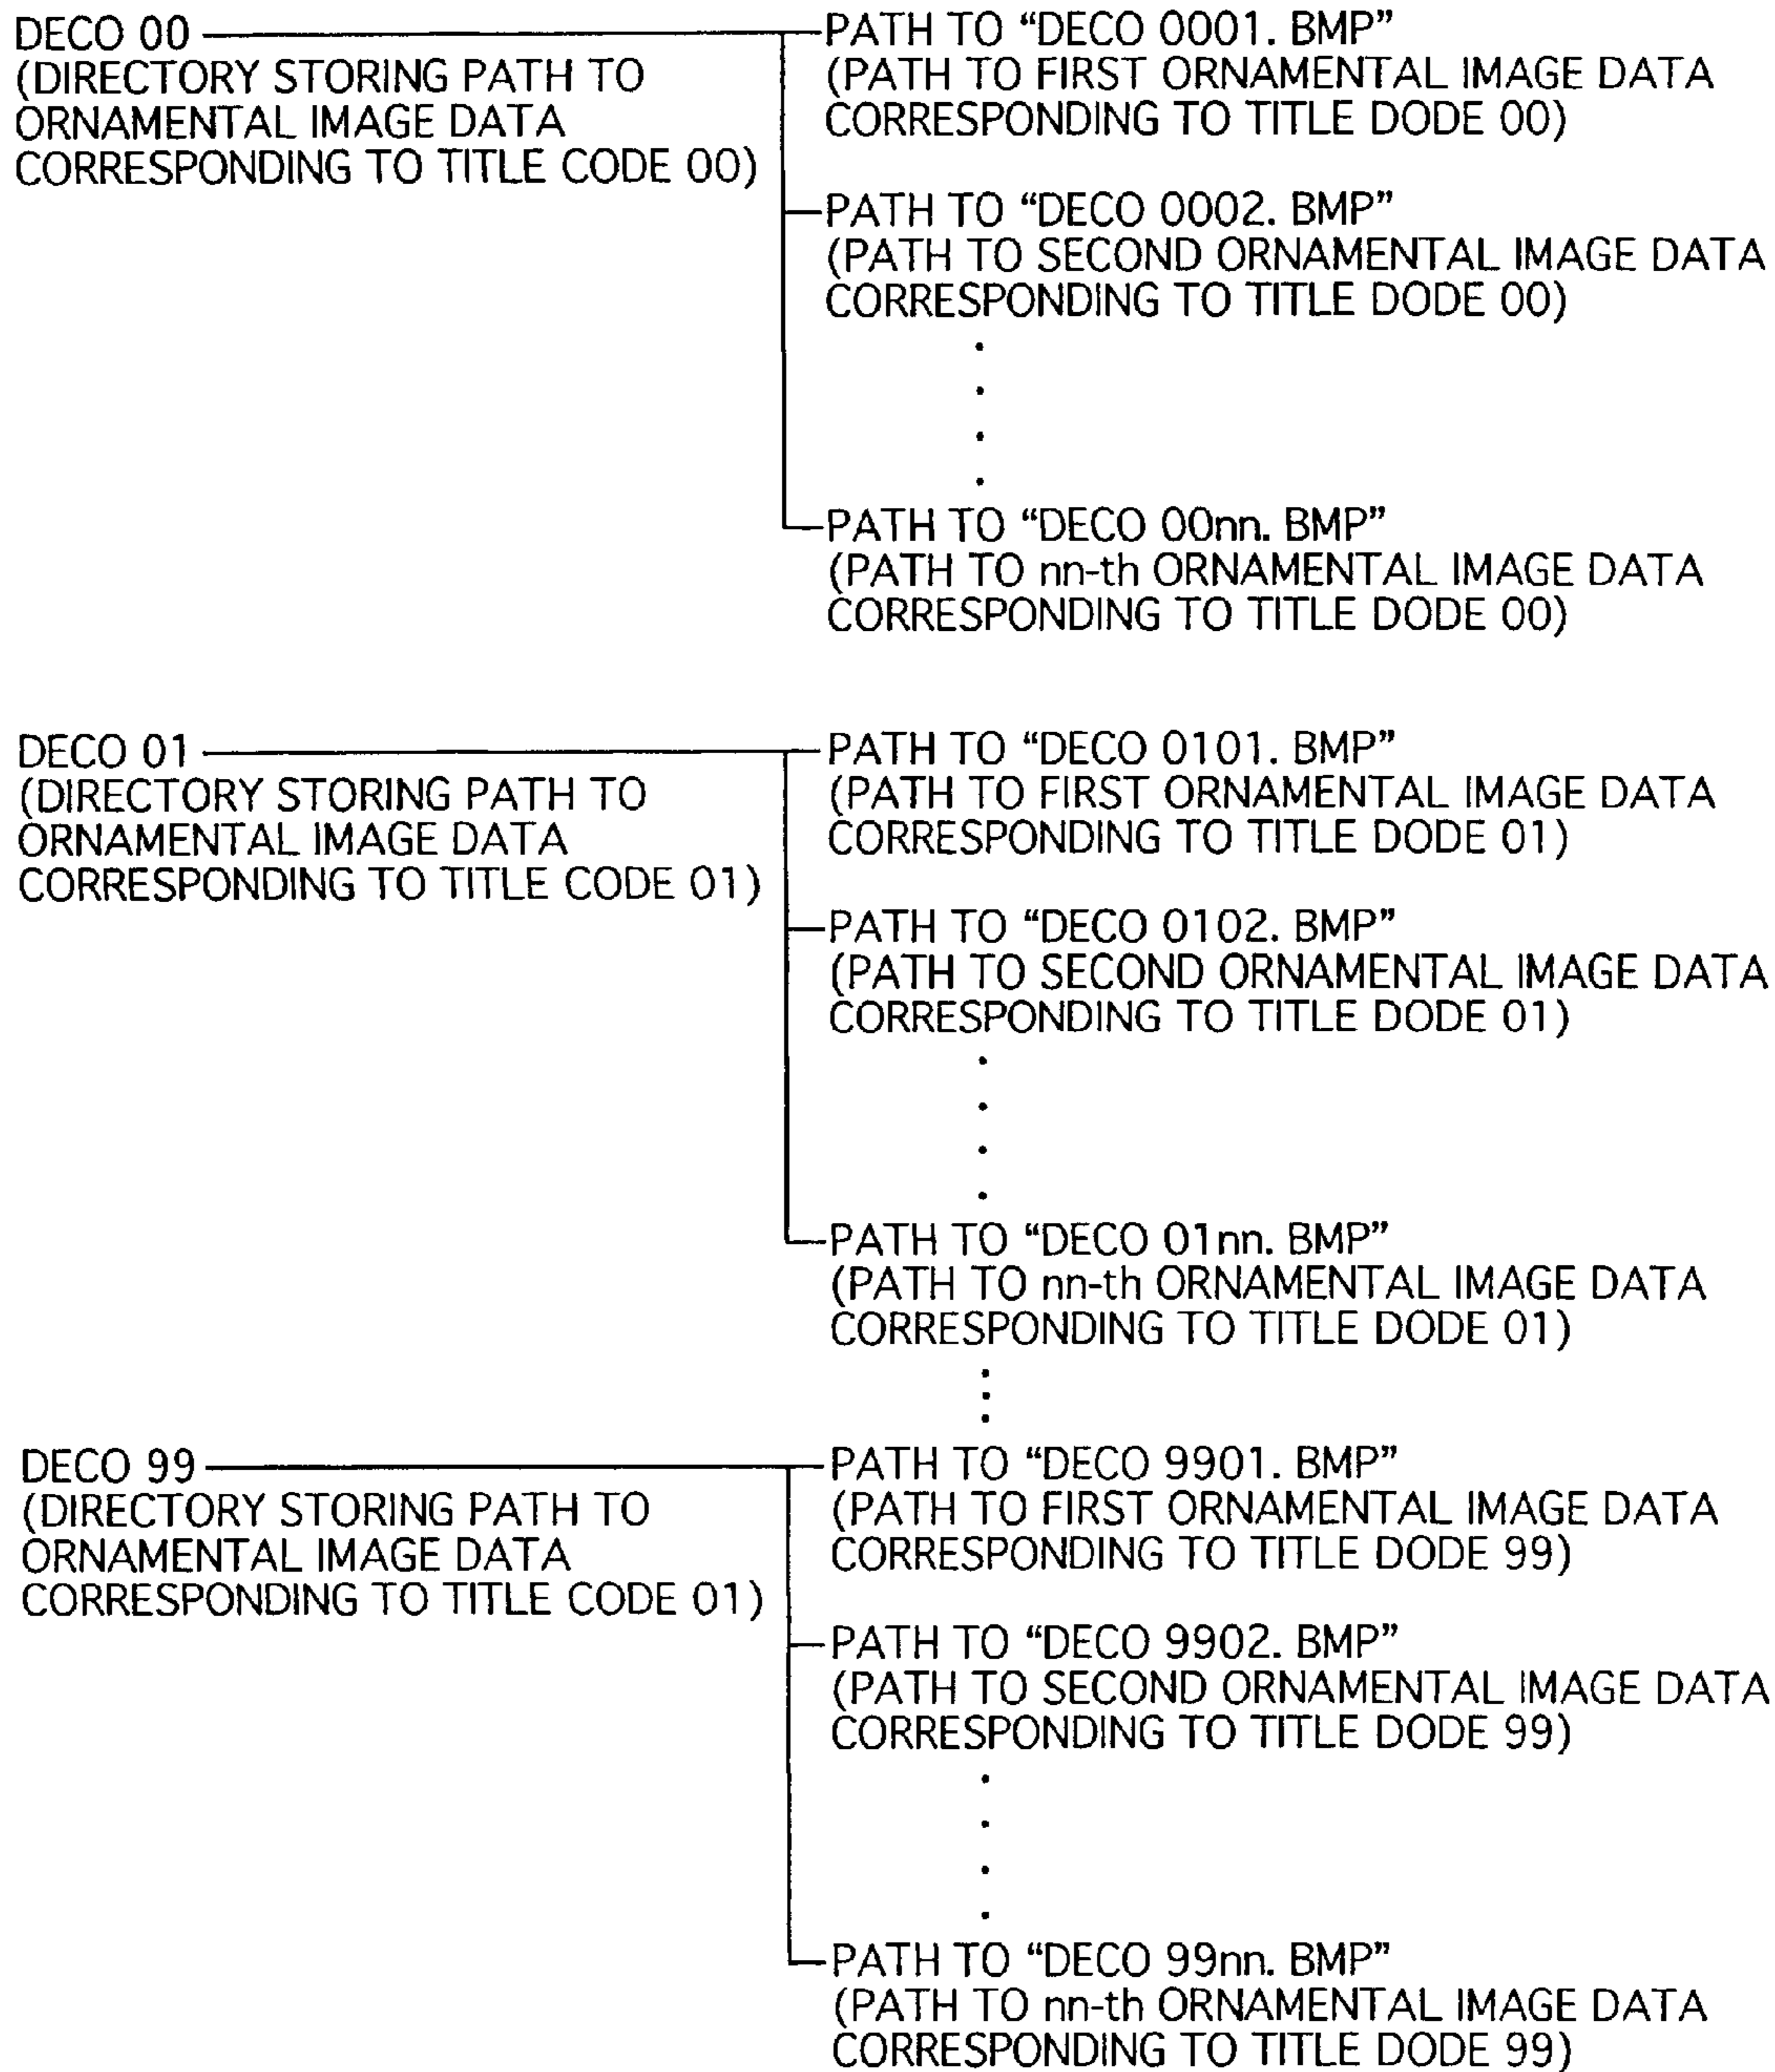 DECO 00
(DIRECTORY STORING PATH TO
ORNAMENTAL IMAGE DATA
CORRESPONDING TO TITLE CODE 00)
PATH TO “DECO 0001. BMP”
(PATH TO FIRST ORNAMENTAL IMAGE DATA
CORRESPONDING TO TITLE DODE 00)
PATH TO “DECO 0002. BMP”
(PATH TO SECOND ORNAMENTAL IMAGE DATA
CORRESPONDING TO TITLE DODE 00)
PATH TO “DECO 00nn. BMP”
(PATH TO nn-th ORNAMENTAL IMAGE DATA
CORRESPONDING TO TITLE DODE 00)
DECO 01
(DIRECTORY STORING PATH TO
ORNAMENTAL IMAGE DATA
CORRESPONDING TO TITLE CODE 01)
PATH TO “DECO 0101. BMP”
(PATH TO FIRST ORNAMENTAL IMAGE DATA
CORRESPONDING TO TITLE DODE 01)
PATH TO “DECO 0102. BMP”
(PATH TO SECOND ORNAMENTAL IMAGE DATA
CORRESPONDING TO TITLE DODE 01)
PATH TO “DECO 01nn. BMP”
(PATH TO nn-th ORNAMENTAL IMAGE DATA
CORRESPONDING TO TITLE DODE 01)
DECO 99
(DIRECTORY STORING PATH TO
ORNAMENTAL IMAGE DATA
CORRESPONDING TO TITLE CODE 01)
PATH TO “DECO 9901. BMP”
(PATH TO FIRST ORNAMENTAL IMAGE DATA
CORRESPONDING TO TITLE DODE 99)
PATH TO “DECO 9902. BMP”
(PATH TO SECOND ORNAMENTAL IMAGE DATA
CORRESPONDING TO TITLE DODE 99)
PATH TO “DECO 99nn. BMP”
(PATH TO nn-th ORNAMENTAL IMAGE DATA
CORRESPONDING TO TITLE DODE 99)